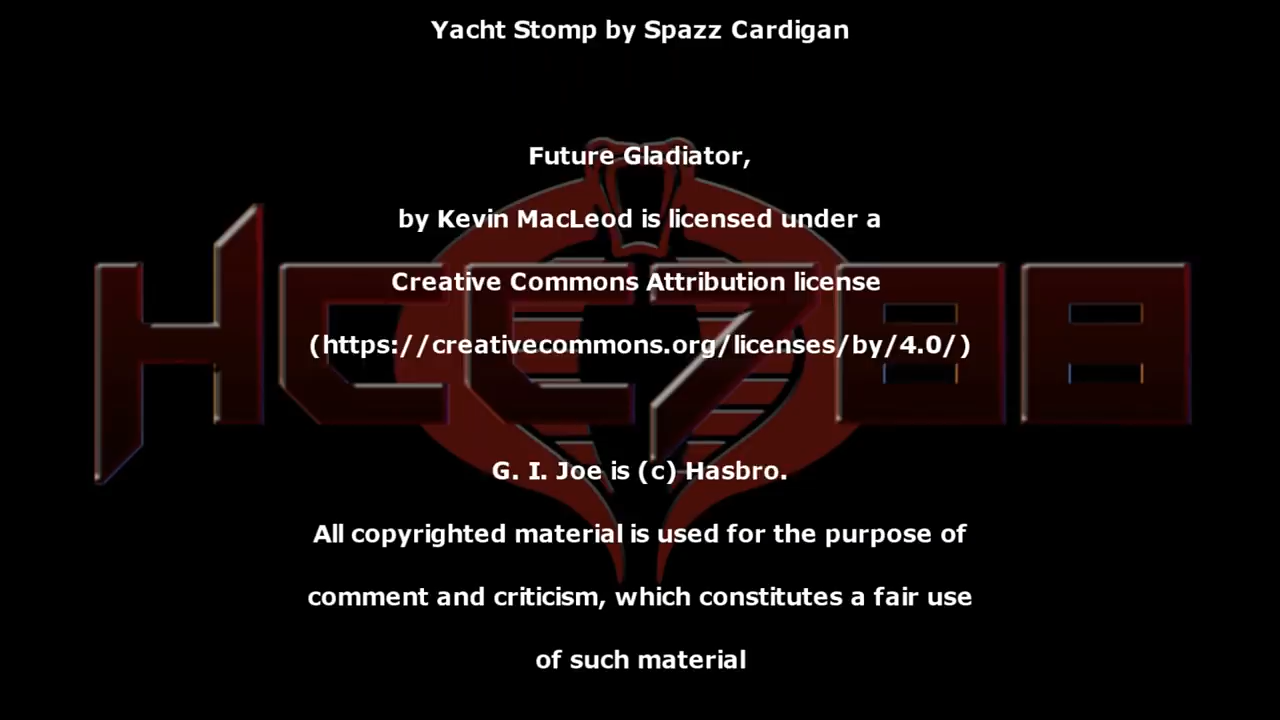 Yacht Stomp by Spazz Cardigan
Future Gladiator,
by Kevin MacLeod is licensed under a
Creative Commons Attribution license
(https://creativecommons.org/licenses/by/4.0/)
HCC788
G. I. Joe is (c) Hasbro.
All copyrighted material is used for the purpose of
comment and criticism, which constitutes a fair use
of such material